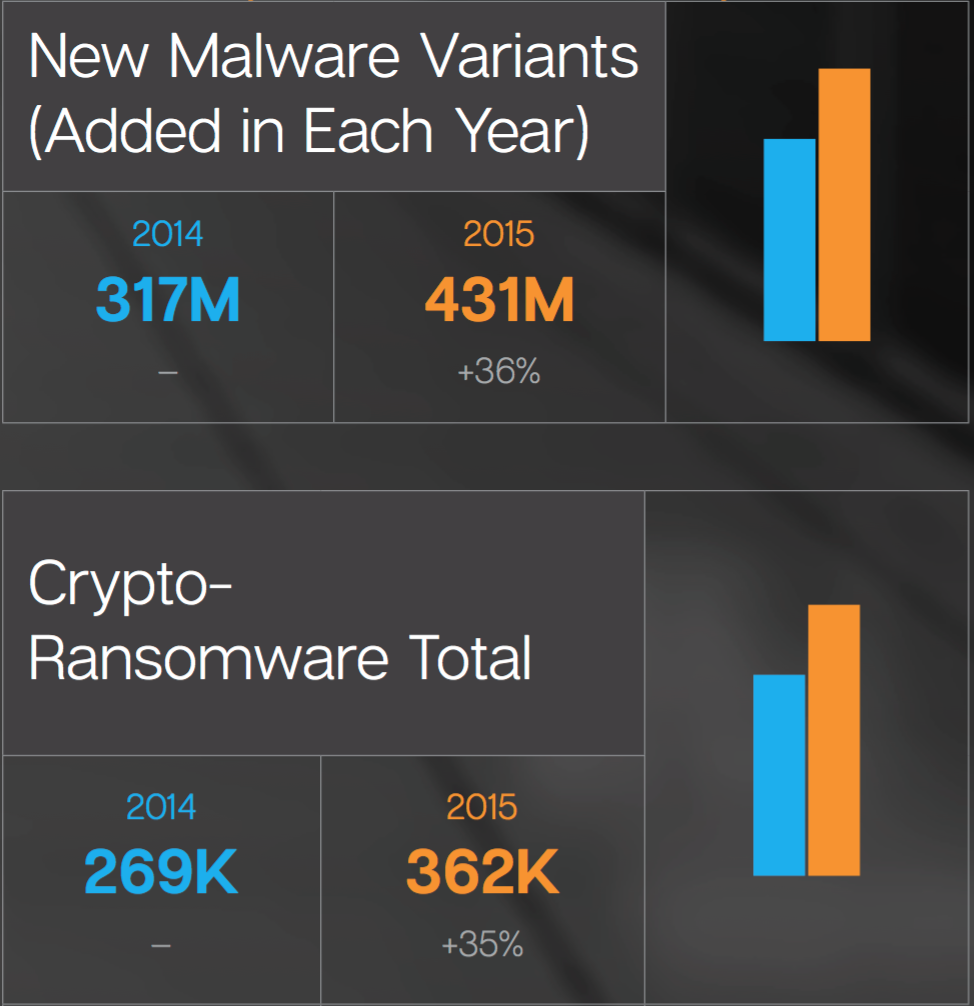 New Malware Variants
(Added in Each Year)
2014
317M
–
2015
431M
+36%
Crypto-
Ransomware Total
2014
269K
–
2015
362K
+35%